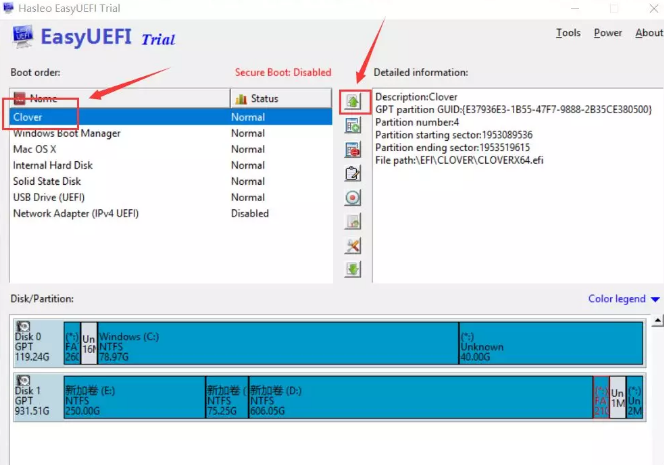 Hasleo EasyUEFI Trial
EasyUEFI Trial
Tools Power About
Boot order:
Secure Boot: Disabled
Detailed information:
Name Status
Clover Normal
Windows Boot Manager Normal
Mac OS X Normal
Internal Hard Disk Normal
Solid State Disk Normal
USB Drive (UEFI) Normal
Network Adapter (IPv4 UEFI) Disabled
Description:Clover
GPT partition GUID:{E37936E3-1B55-47F7-9888-2B35CE380500}
Partition number:4
Partition starting sector:1953089536
Partition ending sector:1953519615
File path:\EFI\CLOVER\CLOVERX64.efi
Disk/Partition:
Color legend
Disk 0
GPT
119.24G
(*:)
FA
260
Un
16M
Windows (C:)
NTFS
78.97G
(*:)
Unknown
40.00G
Disk 1
GPT
931.51G
新加卷 (E:)
NTFS
250.00G
新加卷 (
NTFS
75.25G
新加卷 (D:)
NTFS
606.05G
(*:)
FA
210
Un
1M
(*:)
Un
2M